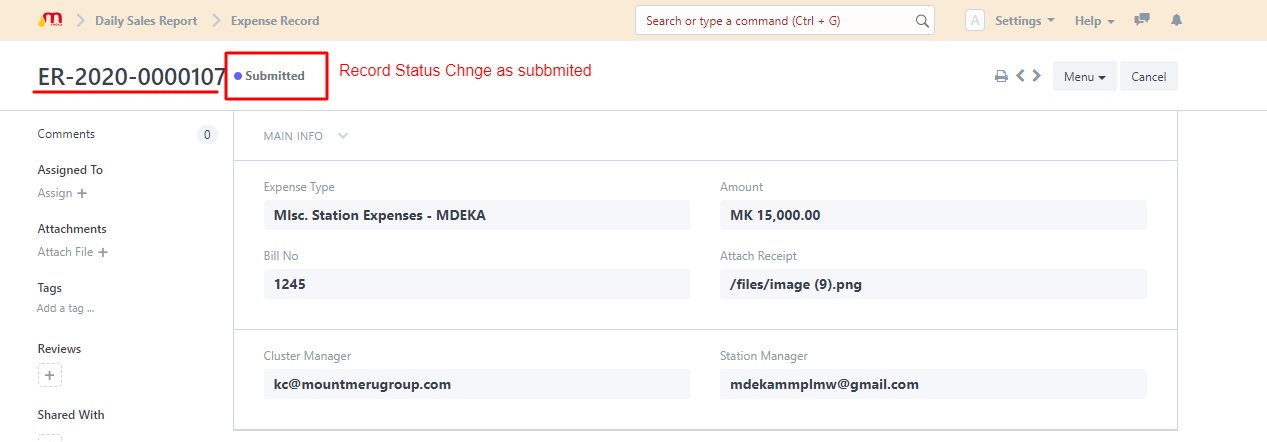 Daily Sales Report Expense Record Search or type a command (Ctrl + G) A Settings Help
ER-2020-0000107 Submitted Record Status Chnge as subbmited Menu Cancel
Comments 0 MAIN INFO
Assigned To
Assign +
Expense Type Amount
MIsc. Station Expenses - MDEKA MK 15,000.00
Attachments
Attach File +
Bill No Attach Receipt
1245 /files/image (9).png
Tags
Add a tag ...
Reviews
+
Cluster Manager Station Manager
kc@mountmerugroup.com mdekammplmw@gmail.com
Shared With